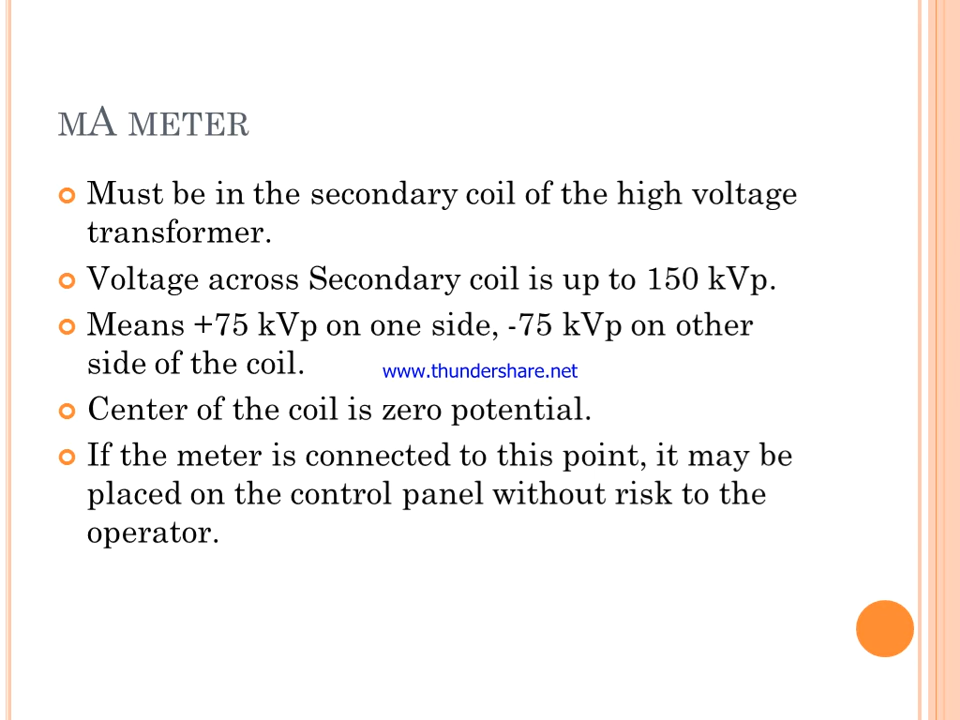 mA METER
Must be in the secondary coil of the high voltage
transformer.
Voltage across Secondary coil is up to 150 kVp.
Means +75 kVp on one side, -75 kVp on other
side of the coil.
www.thundershare.net
Center of the coil is zero potential.
If the meter is connected to this point, it may be
placed on the control panel without risk to the
operator.